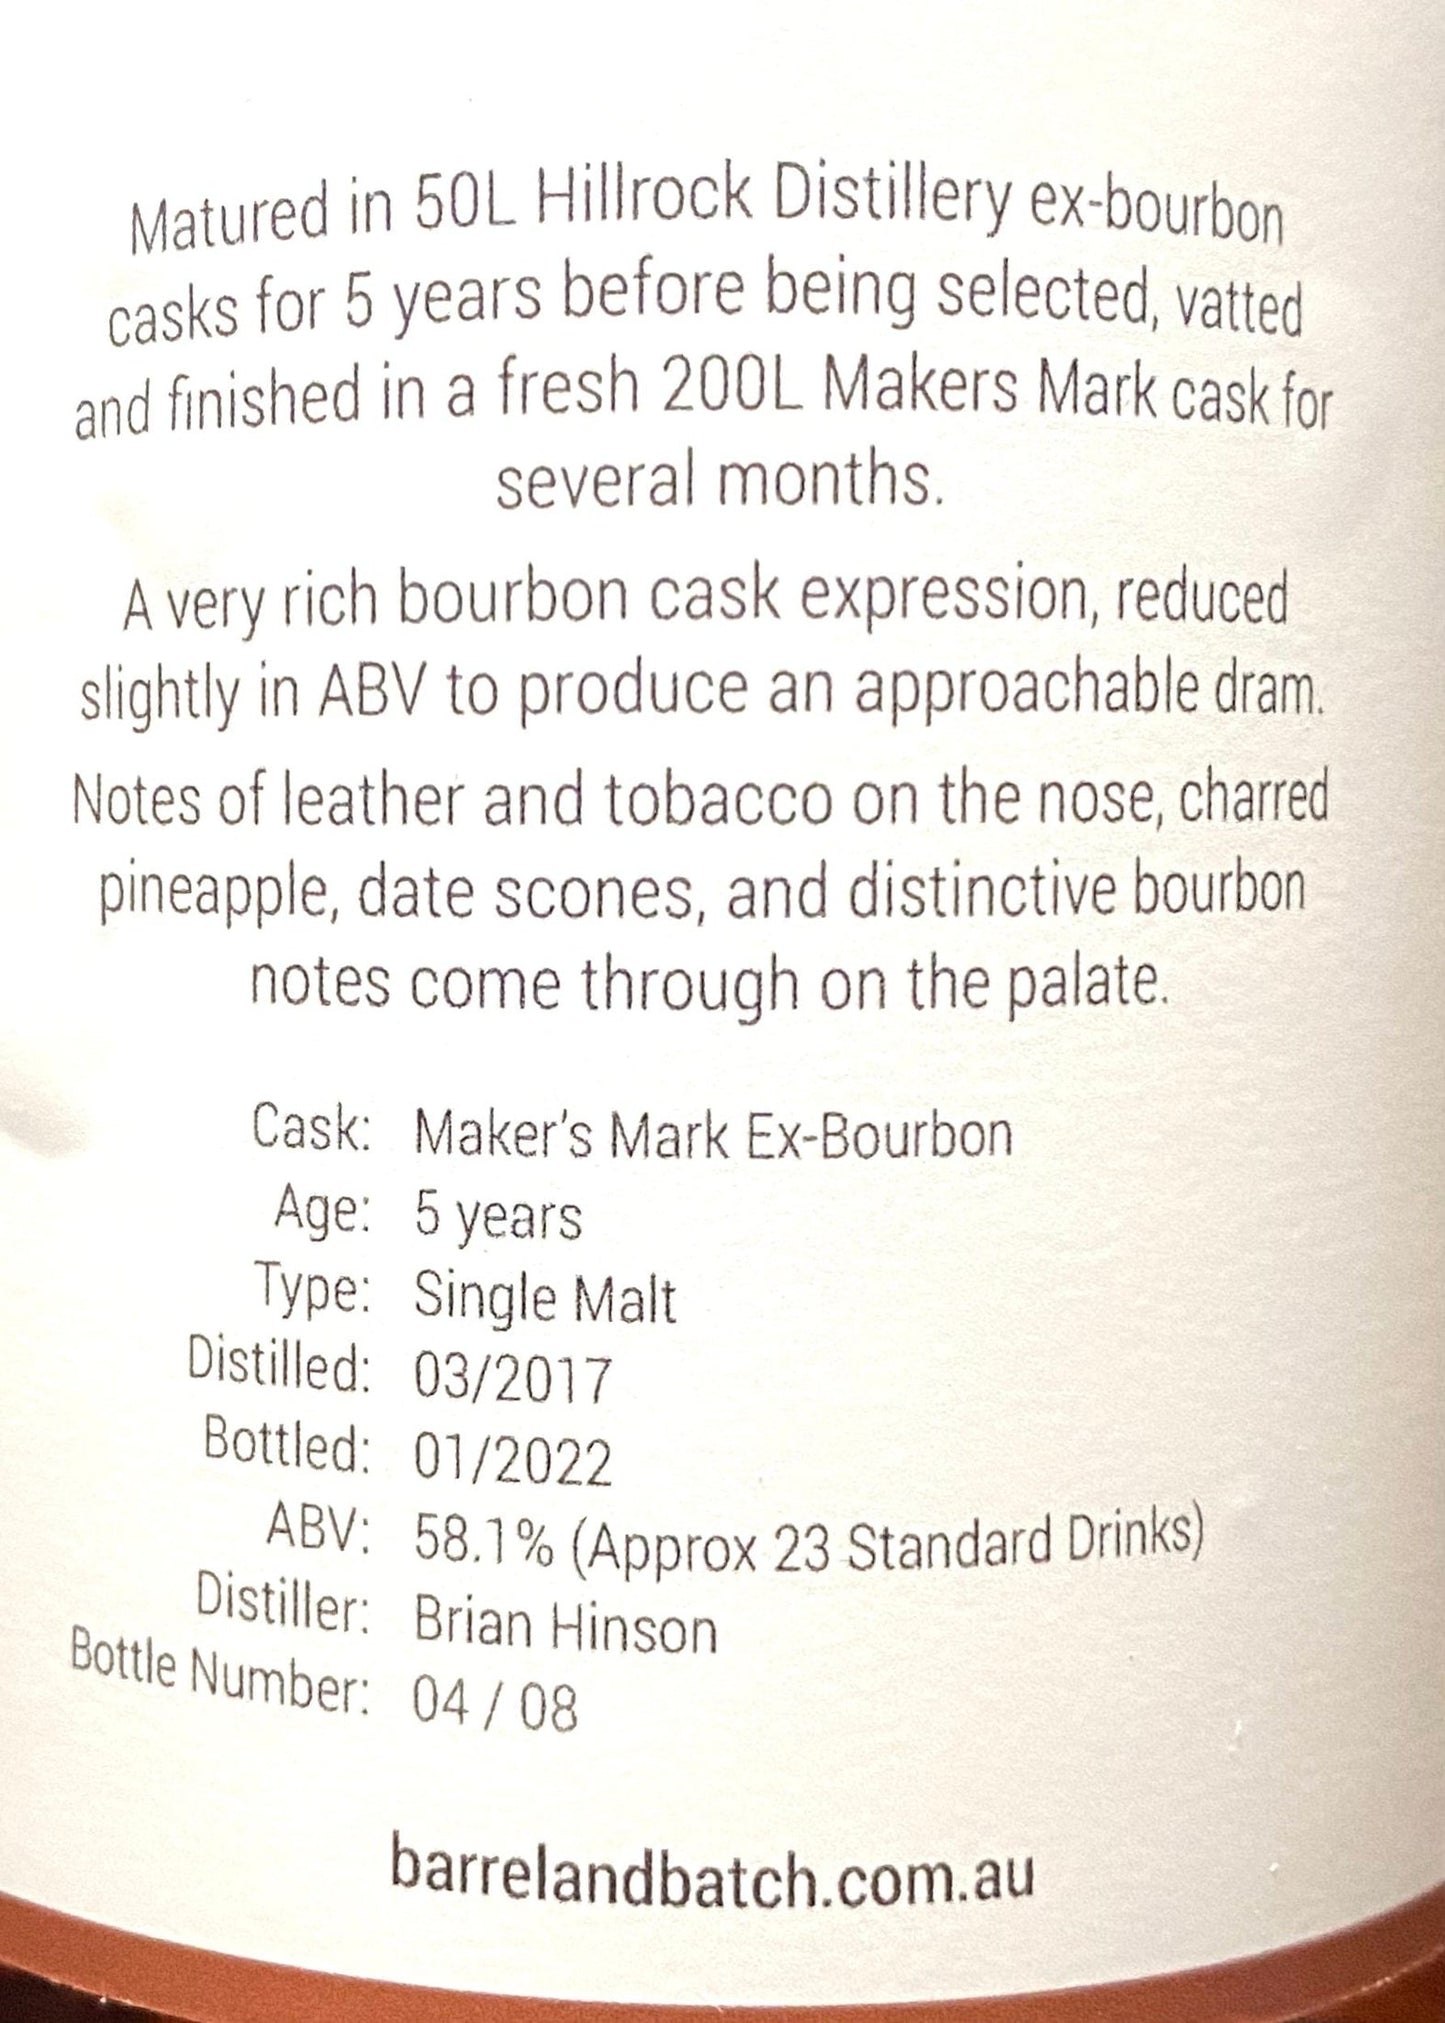 Matured in 50L Hillrock Distillery ex-bourbon
casks for 5 years before being selected, vatted
and finished in a fresh 200L Makers Mark cask for
several months.
A very rich bourbon cask expression, reduced
slightly in ABV to produce an approachable dram.
Notes of leather and tobacco on the nose, charred
pineapple, date scones, and distinctive bourbon
notes come through on the palate.
Cask: Maker's Mark Ex-Bourbon
Age: 5 years
Type: Single Malt
Distilled: 03/2017
Bottled: 01/2022
ABV: 58.1% (Approx 23 Standard Drinks)
Distiller: Brian Hinson
Bottle Number: 04 / 08
barrelandbatch.com.au